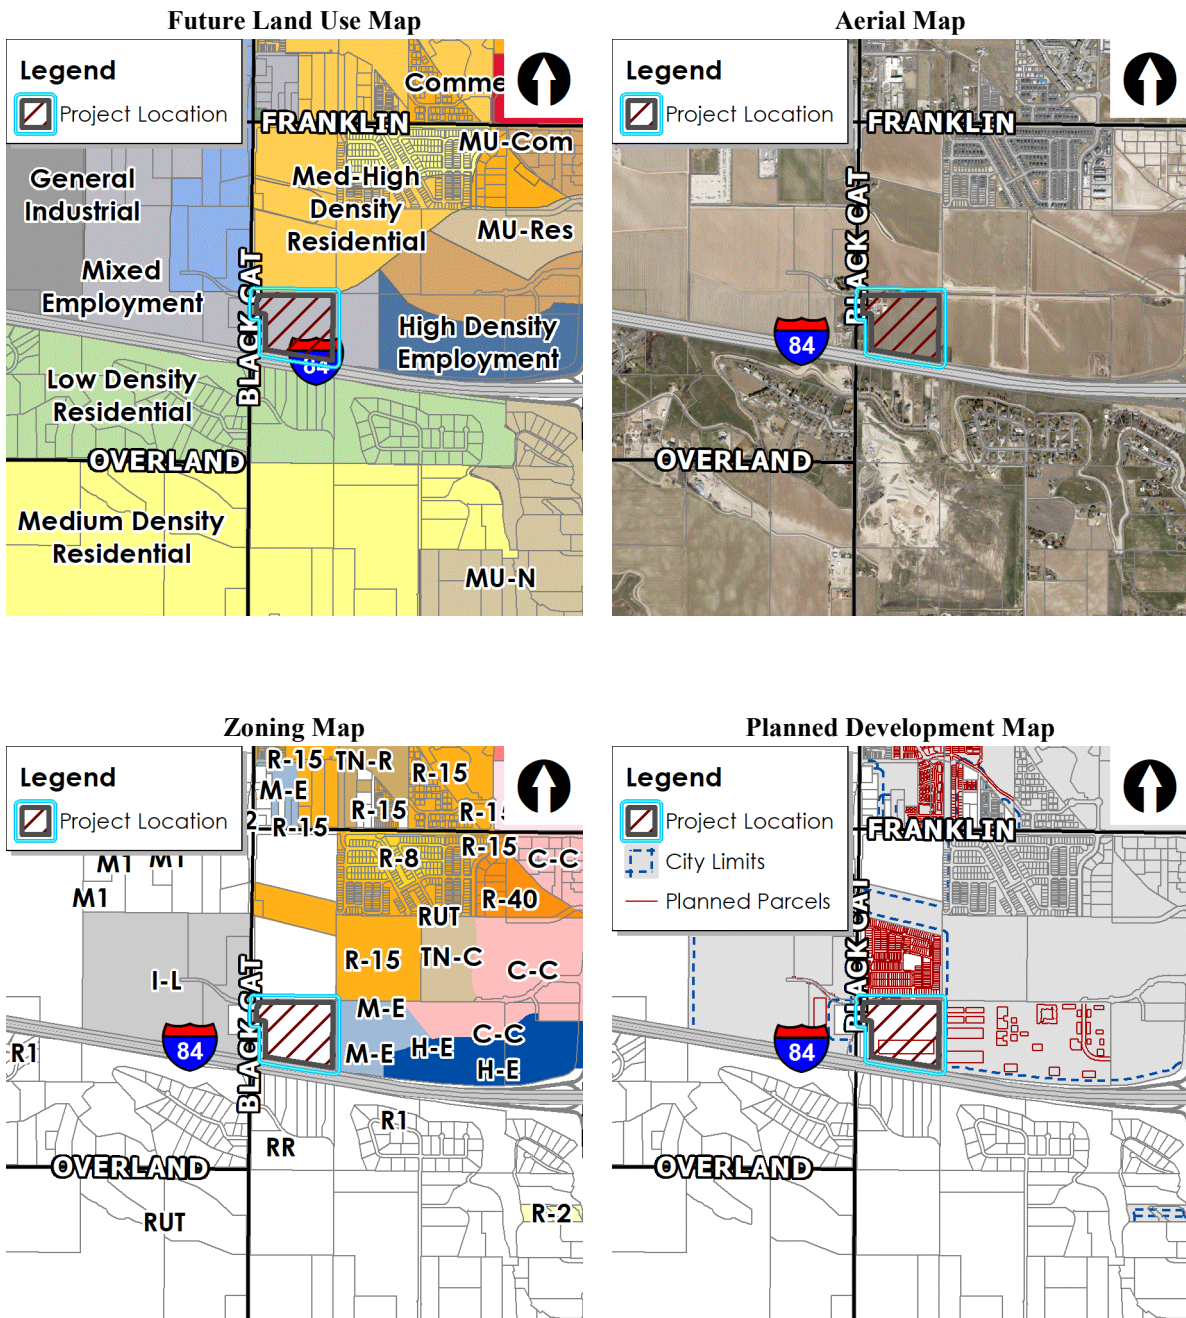 Future Land Use Map
Legend
Project Location
FRANKLIN
Comme
MU-Com
General
Industrial
Med-High
Density
Residential
MU-Res
Mixed
Employment
BLACK CAT
High Density
Employment
84
Low Density
Residential
OVERLAND
Medium Density
Residential
MU-N
Aerial Map
Legend
Project Location
FRANKLIN
BLACK CAT
84
OVERLAND
Zoning Map
Legend
Project Location
R-15
TN-R
R-15
M-E
R-15
R-15
2
R-15
M1
M1
M1
R-8
R-15
C-C
R-40
RUT
R-15
TN-C
C-C
I-L
BLACK CAT
M-E
84
R1
M-E
H-E
C-C
H-E
R1
RR
OVERLAND
RUT
R-2
Planned Development Map
Legend
Project Location
City Limits
Planned Parcels
FRANKLIN
BLACK CAT
84
OVERLAND